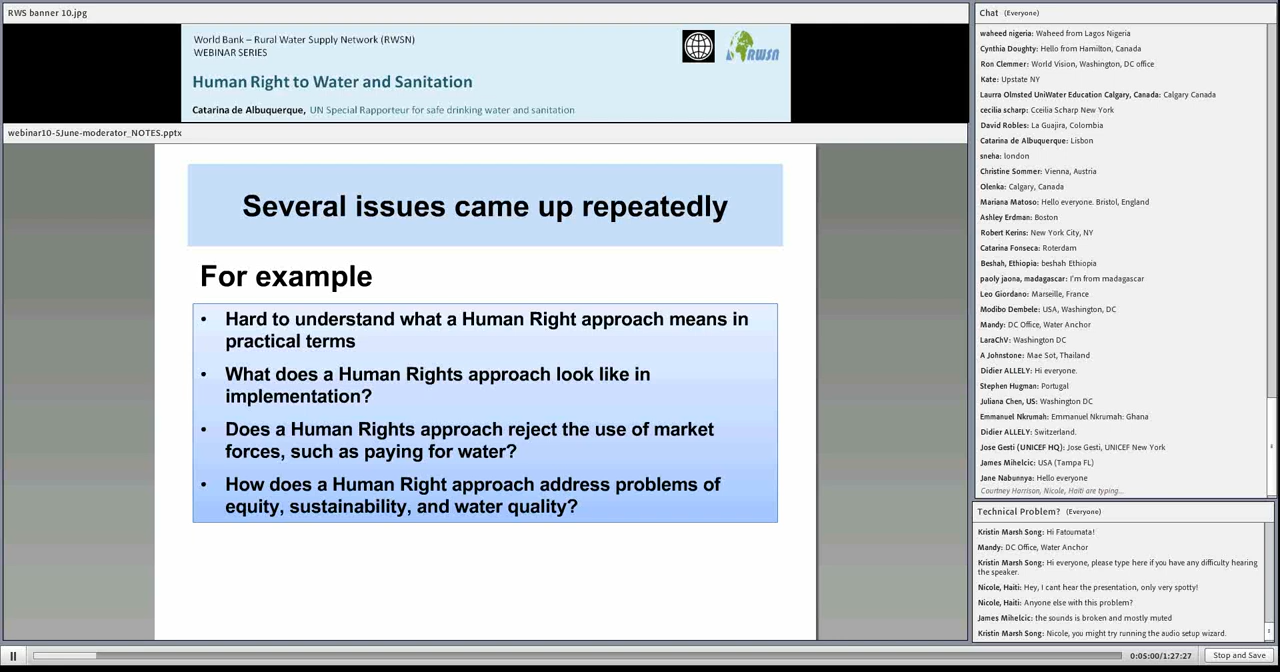 RWS banner 10.jpg
World Bank – Rural Water Supply Network (RWSN)
WEBINAR SERIES
RWSN
Human Right to Water and Sanitation
Catarina de Albuquerque, UN Special Rapporteur for safe drinking water and sanitation
webinar10-5June-moderator_NOTES.pptx
Several issues came up repeatedly
For example
• Hard to understand what a Human Right approach means in
practical terms
• What does a Human Rights approach look like in
implementation?
• Does a Human Rights approach reject the use of market
forces, such as paying for water?
• How does a Human Right approach address problems of
equity, sustainability, and water quality?
Chat (Everyone)
waheed nigeria: Waheed from Lagos Nigeria
Cynthia Doughty: Hello from Hamilton, Canada
Ron Clemmer: World Vision, Washington, DC office
Kate: Upstate NY
Laurra Olmsted UniWater Education Calgary, Canada: Calgary Canada
cecilia scharp: Cceilia Scharp New York
David Robles: La Guajira, Colombia
Catarina de Albuquerque: Lisbon
sneha: london
Christine Sommer: Vienna, Austria
Olenka: Calgary, Canada
Mariana Matoso: Hello everyone. Bristol, England
Ashley Erdman: Boston
Robert Kerins: New York City, NY
Catarina Fonseca: Roterdam
Beshah, Ethiopia: beshah Ethiopia
paoly jaona, madagascar: I'm from madagascar
Leo Giordano: Marseille, France
Modibo Dembele: USA, Washington, DC
Mandy: DC Office, Water Anchor
LaraChV: Washington DC
A Johnstone: Mae Sot, Thailand
Didier ALLELY: Hi everyone.
Stephen Hugman: Portugal
Juliana Chen, US: Washington DC
Emmanuel Nkrumah: Emmanuel Nkrumah: Ghana
Didier ALLELY: Switzerland.
Jose Gesti (UNICEF HQ): Jose Gesti, UNICEF New York
James Mihelcic: USA (Tampa FL)
Jane Nabunnya: Hello everyone
Courtney Harrison, Nicole, Haiti are typing...
Technical Problem? (Everyone)
Kristin Marsh Song: Hi Fatoumata!
Mandy: DC Office, Water Anchor
Kristin Marsh Song: Hi everyone, please type here if you have any difficulty hearing
the speaker.
Nicole, Haiti: Hey, I cant hear the presentation, only very spotty!
Nicole, Haiti: Anyone else with this problem?
James Mihelcic: the sounds is broken and mostly muted
Kristin Marsh Song: Nicole, you might try running the audio setup wizard.
0:05:00/1:27:27
Stop and Save